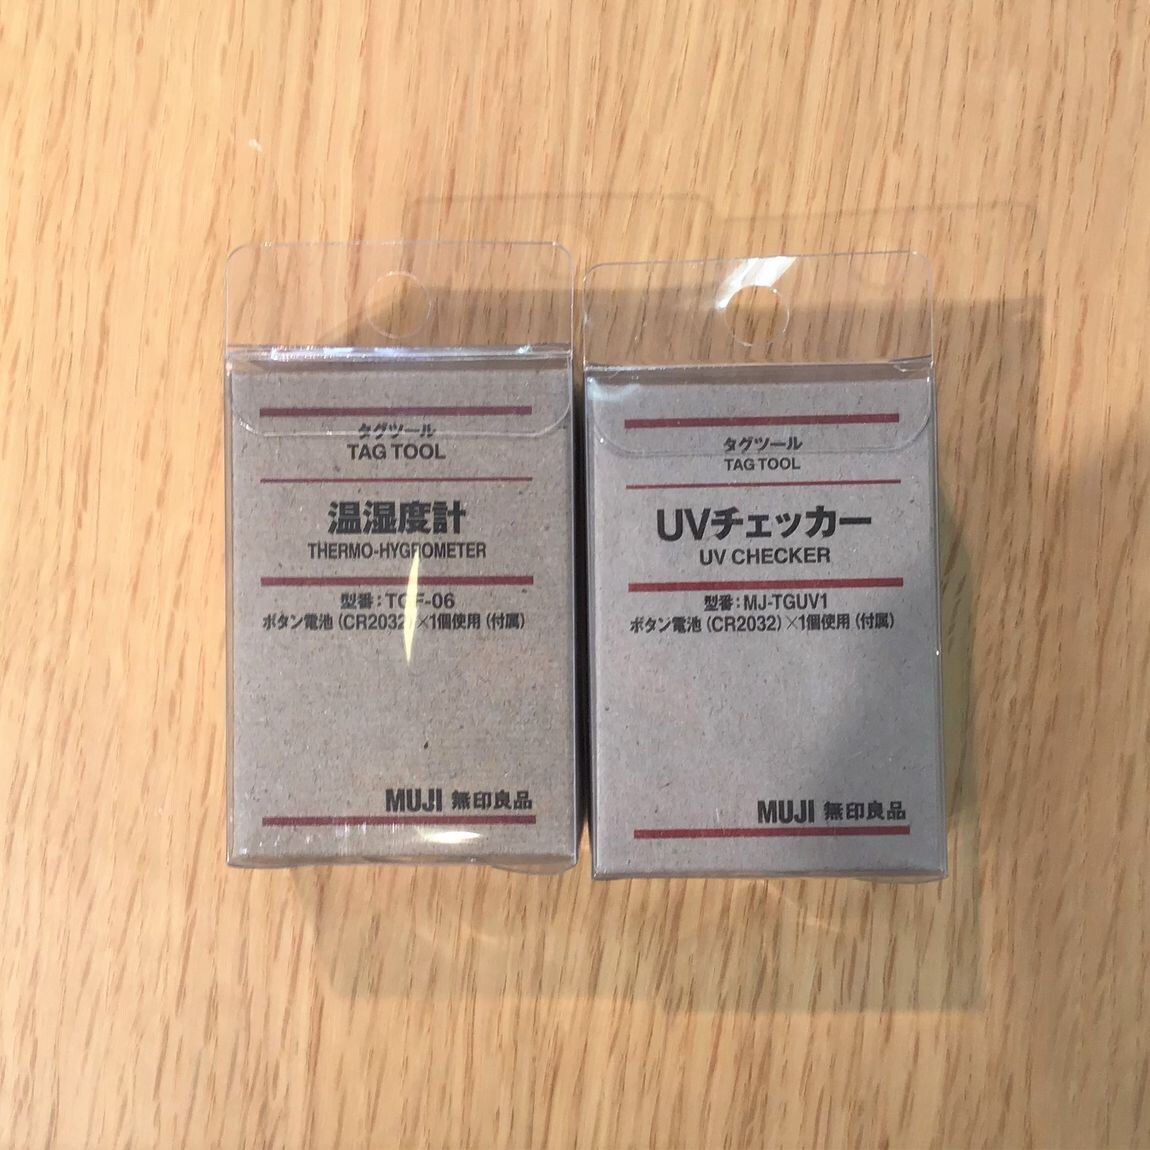 タグツール
TAG TOOL
温湿度計
THERMO-HYGROMETER
型番:TGF-06
ボタン電池(CR2032)×1個使用(付属)
MUJI 無印良品
タグツール
TAG TOOL
UVチェッカー
UV CHECKER
型番:MJ-TGUV1
ボタン電池(CR2032)×1個使用(付属)
MUJI 無印良品